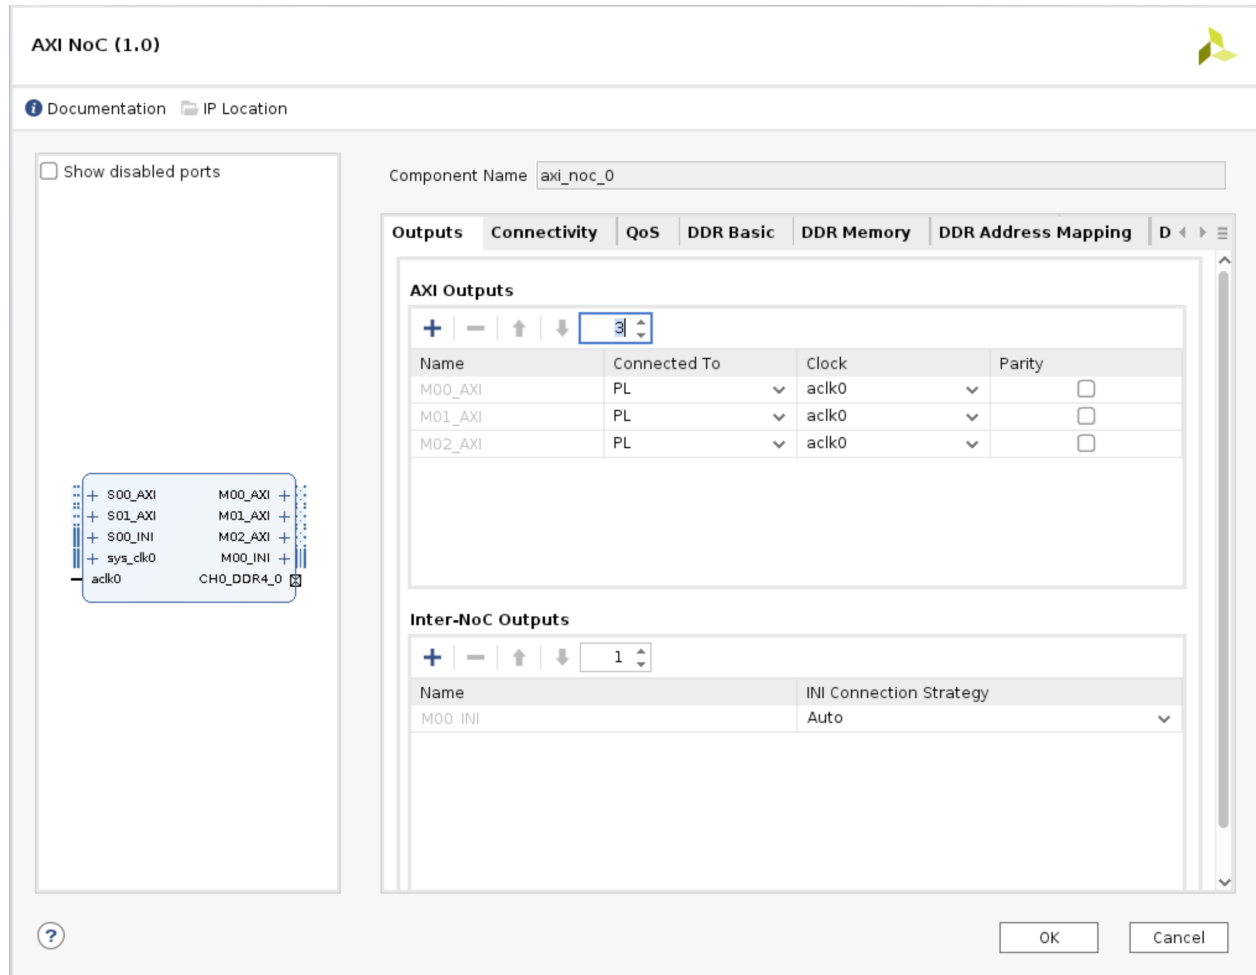 AXI NoC (1.0)
Documentation IP Location
Show disabled ports
S00_AXI M00_AXI
S01_AXI M01_AXI
S00_INI M02_AXI
sys_clk0 M00_INI
aclk0 CH0_DDR4_0
Component Name axi_noc_0
Outputs Connectivity QoS DDR Basic DDR Memory DDR Address Mapping D
AXI Outputs
3
Name Connected To Clock Parity
M00_AXI PL aclk0
M01_AXI PL aclk0
M02_AXI PL aclk0
Inter-NoC Outputs
1
Name INI Connection Strategy
M00_INI Auto
? OK Cancel